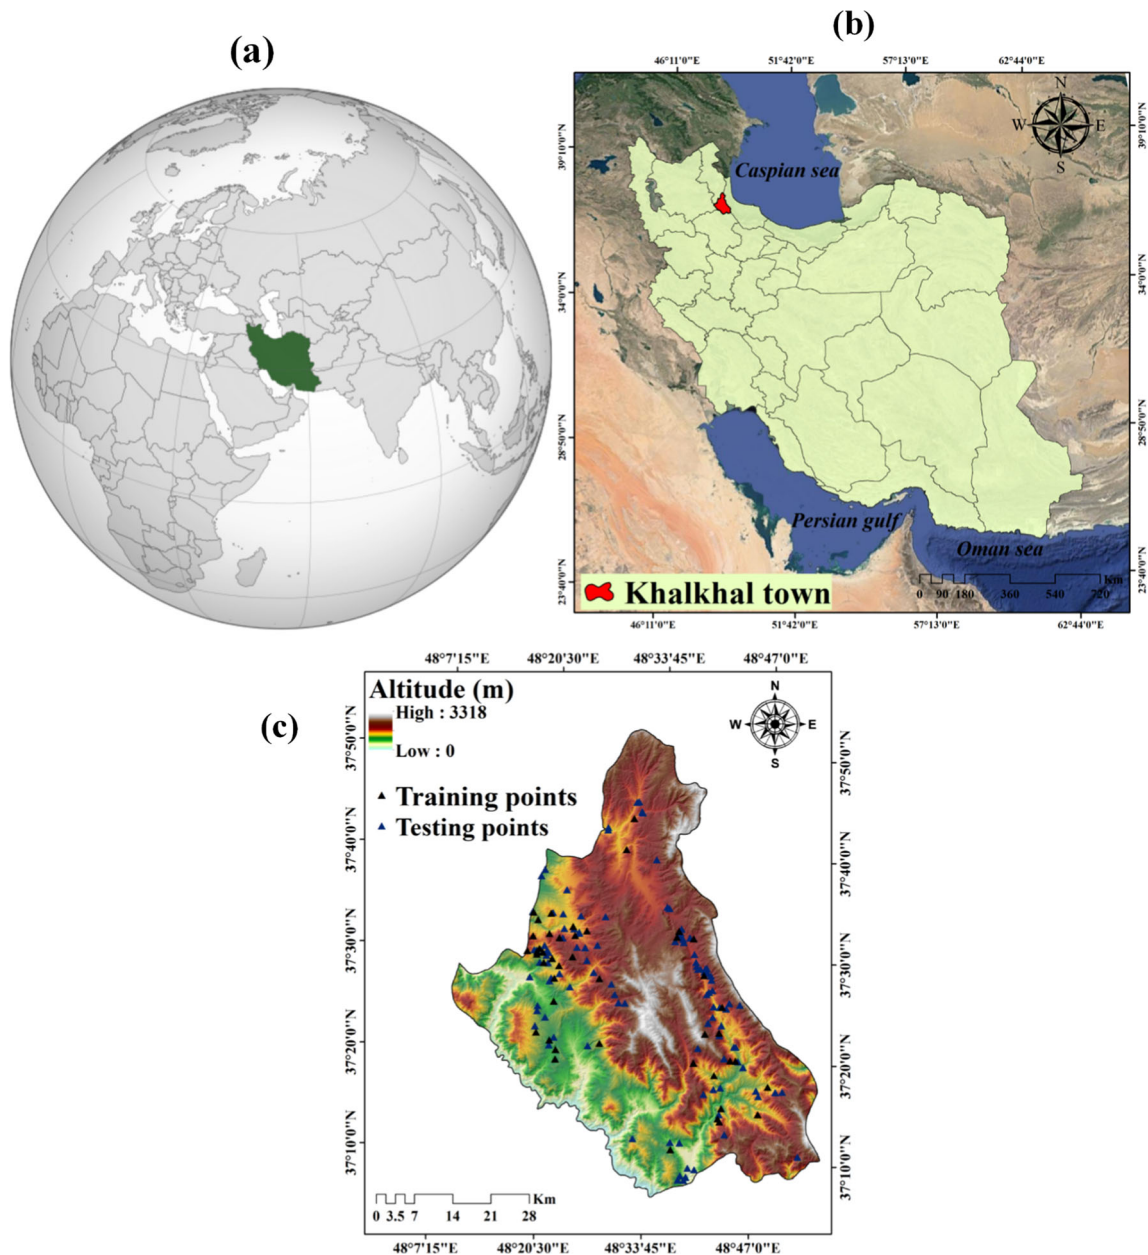 (a)
(b)
46°11'0"E 51°42'0"E 57°13'0"E 62°44'0"E
39°10'0"N
34°0'0"N
28°50'0"N
23°40'0"N
39°10'0"N
34°0'0"N
28°50'0"N
23°40'0"N
N
W E
S
Caspian sea
Persian gulf
Oman sea
Khalkhal town
Km
0 90 180 360 540 720
46°11'0"E 51°42'0"E 57°13'0"E 62°44'0"E
(c)
48°7'15"E 48°20'30"E 48°33'45"E 48°47'0"E
Altitude (m)
High : 3318
Low : 0
Training points
Testing points
N
W E
S
37°50'0"N
37°40'0"N
37°30'0"N
37°20'0"N
37°10'0"N
37°50'0"N
37°40'0"N
37°30'0"N
37°20'0"N
37°10'0"N
Km
0 3.5 7 14 21 28
48°7'15"E 48°20'30"E 48°33'45"E 48°47'0"E